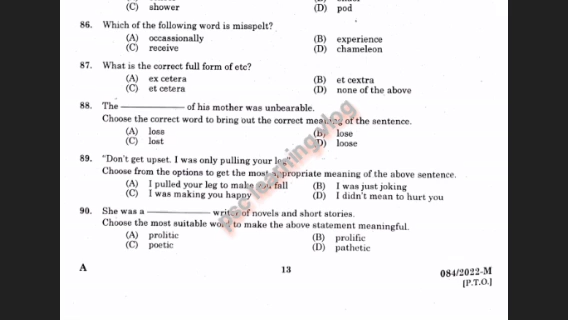 (C) shower (D) pod
86. Which of the following word is misspelt?
(A) occassionally (B) experience
(C) receive (D) chameleon
87. What is the correct full form of etc?
(A) ex cetera (B) et cextra
(C) et cetera (D) none of the above
88. The ——— of his mother was unbearable.
Choose the correct word to bring out the correct meaning of the sentence.
(A) loss (B) lose
(C) lost (D) loose
89. "Don't get upset. I was only pulling your leg"
Choose from the options to get the most appropriate meaning of the above sentence.
(A) I pulled your leg to make you fall (B) I was just joking
(C) I was making you happy (D) I didn't mean to hurt you
90. She was a ——— writer of novels and short stories.
Choose the most suitable word to make the above statement meaningful.
(A) prolitic (B) prolific
(C) poetic (D) pathetic
A 13 084/2022-M
[P.T.O.]
psc learning vlog